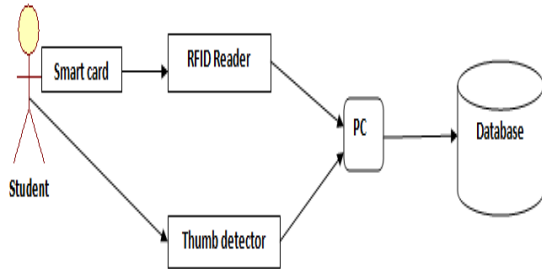 Smart card
RFID Reader
PC
Database
Student
Thumb detector